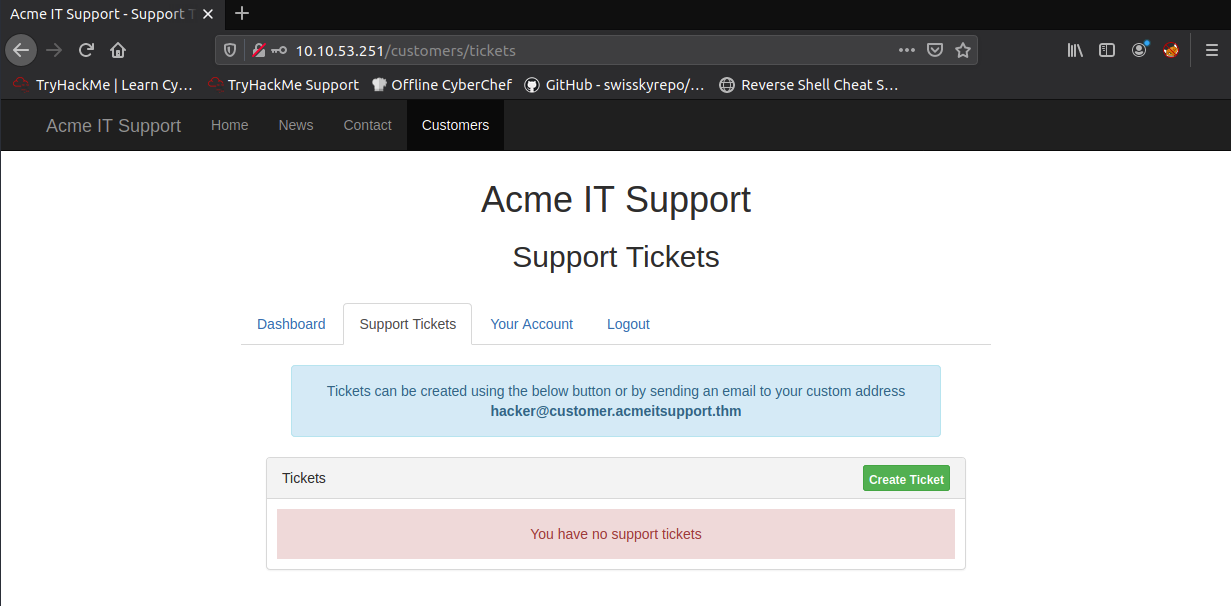 Acme IT Support - Support T
10.10.53.251/customers/tickets
TryHackMe | Learn Cy… TryHackMe Support Offline CyberChef GitHub - swisskyrepo/… Reverse Shell Cheat S…
Acme IT Support Home News Contact Customers
Acme IT Support
Support Tickets
Dashboard Support Tickets Your Account Logout
Tickets can be created using the below button or by sending an email to your custom address
hacker@customer.acmeitsupport.thm
Tickets Create Ticket
You have no support tickets